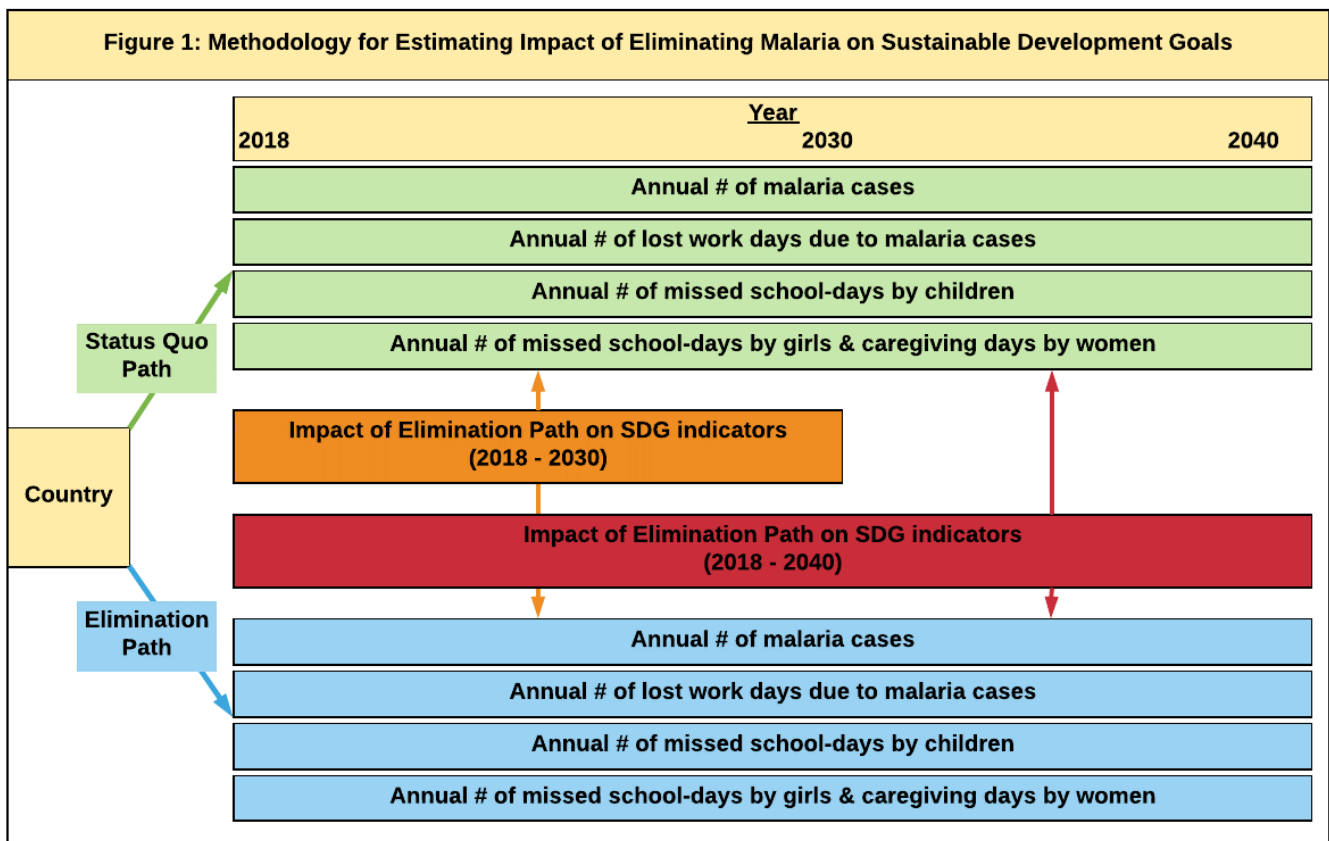 Figure 1: Methodology for Estimating Impact of Eliminating Malaria on Sustainable Development Goals
Year
2018 2030 2040
Annual # of malaria cases
Annual # of lost work days due to malaria cases
Annual # of missed school-days by children
Annual # of missed school-days by girls & caregiving days by women
Status Quo
Path
Impact of Elimination Path on SDG indicators
(2018 - 2030)
Country
Impact of Elimination Path on SDG indicators
(2018 - 2040)
Elimination
Path
Annual # of malaria cases
Annual # of lost work days due to malaria cases
Annual # of missed school-days by children
Annual # of missed school-days by girls & caregiving days by women